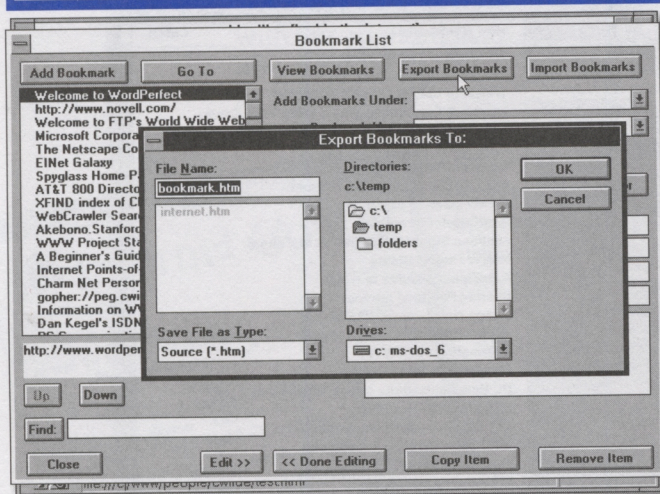 Bookmark List
Add Bookmark
Go To
View Bookmarks
Export Bookmarks
Import Bookmarks
Welcome to WordPerfect
http://www.novell.com/
Welcome to FTP's World Wide Web
Microsoft Corpora
The Netscape Co
EINet Galaxy
Spyglass Home P
AT&T 800 Directo
XFIND index of C
WebCrawler Sear
Akebono.Stanford
WWW Project Sta
A Beginner's Guid
Internet Points-of-
Charm Net Person
gopher://peg.cwi
Information on W
Dan Kegel's ISDN
Add Bookmarks Under:
Export Bookmarks To:
File Name:
bookmark.htm
internet.htm
Directories:
c:\temp
c:\
temp
folders
OK
Cancel
Save File as Type:
Source (*.htm)
Drives:
c: ms-dos_6
http://www.wordper
Up
Down
Find:
Close
Edit >>
<< Done Editing
Copy Item
Remove Item